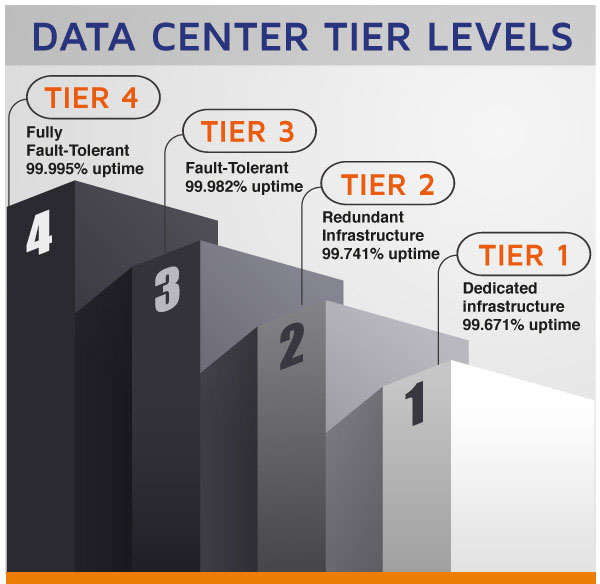 DATA CENTER TIER LEVELS
TIER 4
Fully
Fault-Tolerant
99.995% uptime
TIER 3
Fault-Tolerant
99.982% uptime
TIER 2
Redundant
Infrastructure
99.741% uptime
TIER 1
Dedicated
infrastructure
99.671% uptime
4
3
2
1